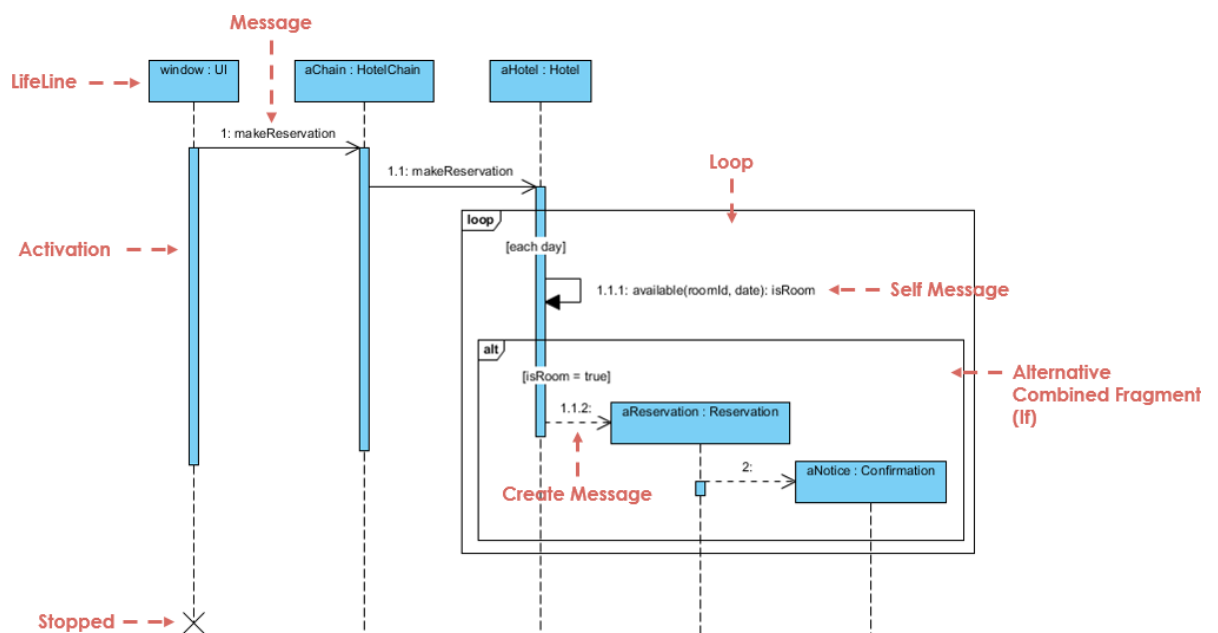 Message
LifeLine
window : UI
aChain : HotelChain
aHotel : Hotel
1: makeReservation
1.1: makeReservation
Loop
loop
Activation
[each day]
1.1.1: available(roomId, date): isRoom
Self Message
alt
[isRoom = true]
Alternative
Combined Fragment
(If)
1.1.2:
aReservation : Reservation
2:
aNotice : Confirmation
Create Message
Stopped